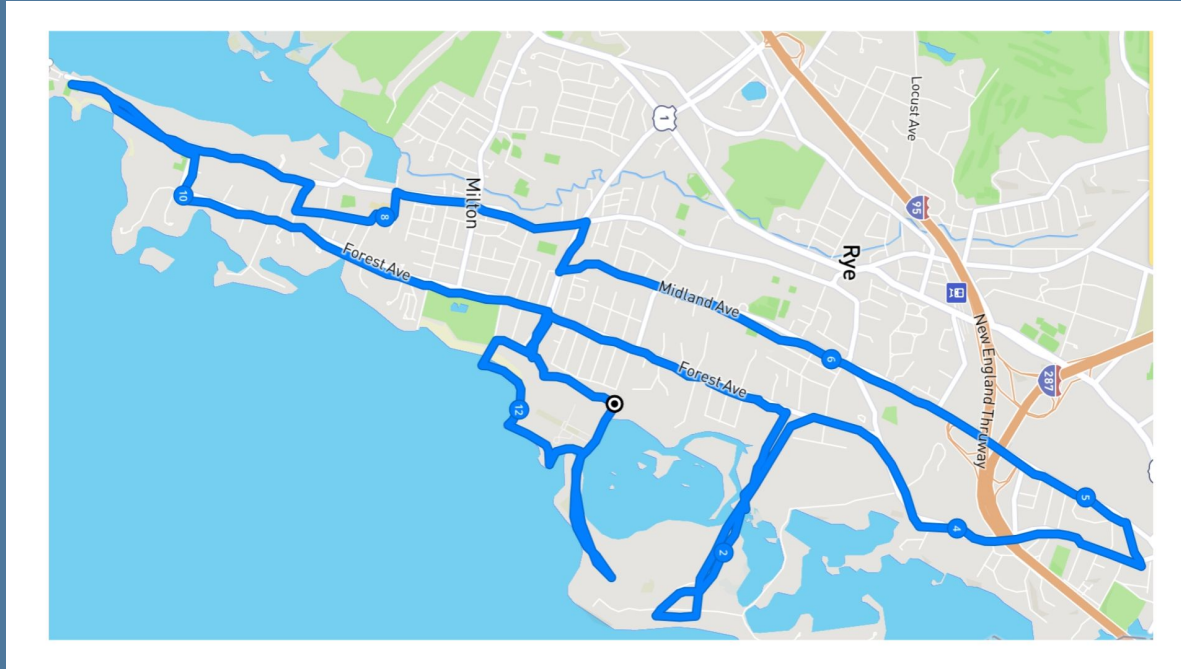 Locust Ave
1
95
Milton
Rye
8
10
Forest Ave
Midland Ave
New England Thruway
287
6
Forest Ave
12
5
4
2